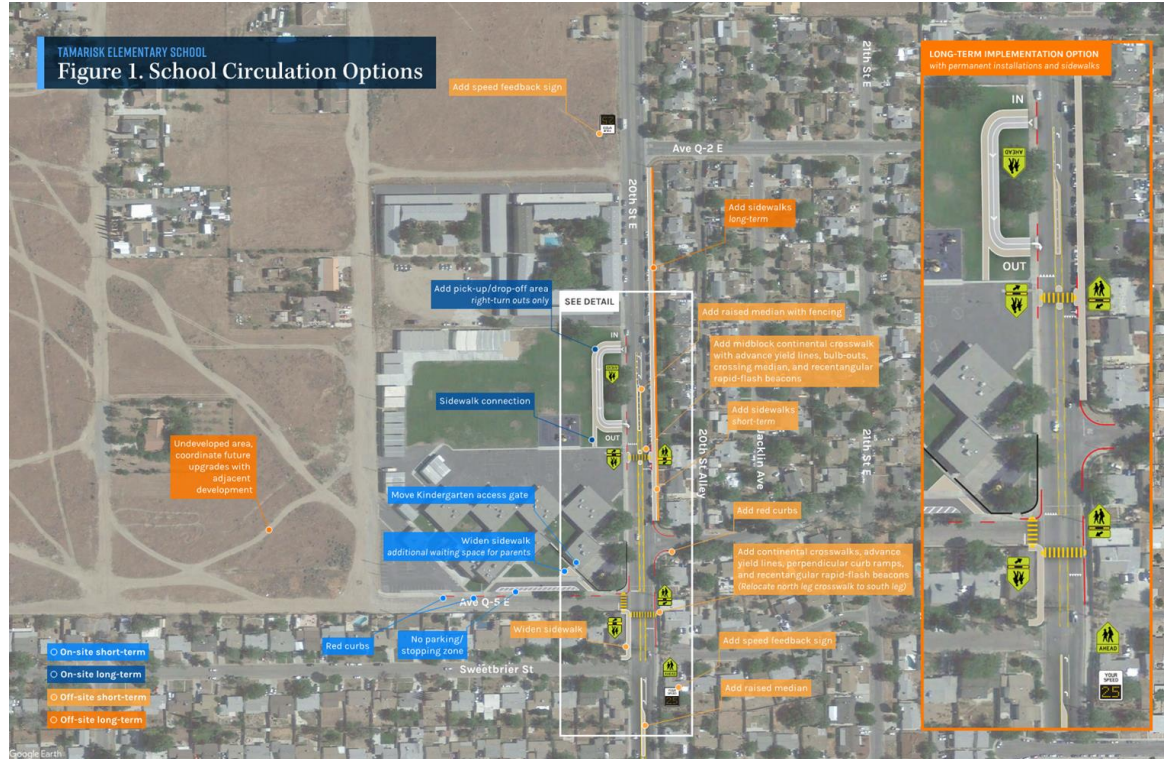 TAMARISK ELEMENTARY SCHOOL
Figure 1. School Circulation Options
Add speed feedback sign
21th St E
LONG-TERM IMPLEMENTATION OPTION
with permanent installations and sidewalks
IN
AHEAD
OUT
Ave Q-2 E
20th St E
Add sidewalks
long-term
Add pick-up/drop-off area
right-turn outs only
SEE DETAIL
IN
Add raised median with fencing
Add midblock continental crosswalk
with advance yield lines, bulb-outs,
crossing median, and recentangular
rapid-flash beacons
Sidewalk connection
Add sidewalks
short-term
OUT
Undeveloped area,
coordinate future
upgrades with
adjacent
development
20th St Alley
Jacklin Ave
21th St E
Move Kindergarten access gate
Add red curbs
Widen sidewalk
additional waiting space for parents
Add continental crosswalks, advance
yield lines, perpendicular curb ramps,
and recentangular rapid-flash beacons
(Relocate north leg crosswalk to south leg)
Ave Q-5 E
Red curbs
No parking/
stopping zone
Widen sidewalk
Add speed feedback sign
Sweetbrier St
Add raised median
AHEAD
YOUR
SPEED
25
On-site short-term
On-site long-term
Off-site short-term
Off-site long-term
Google Earth